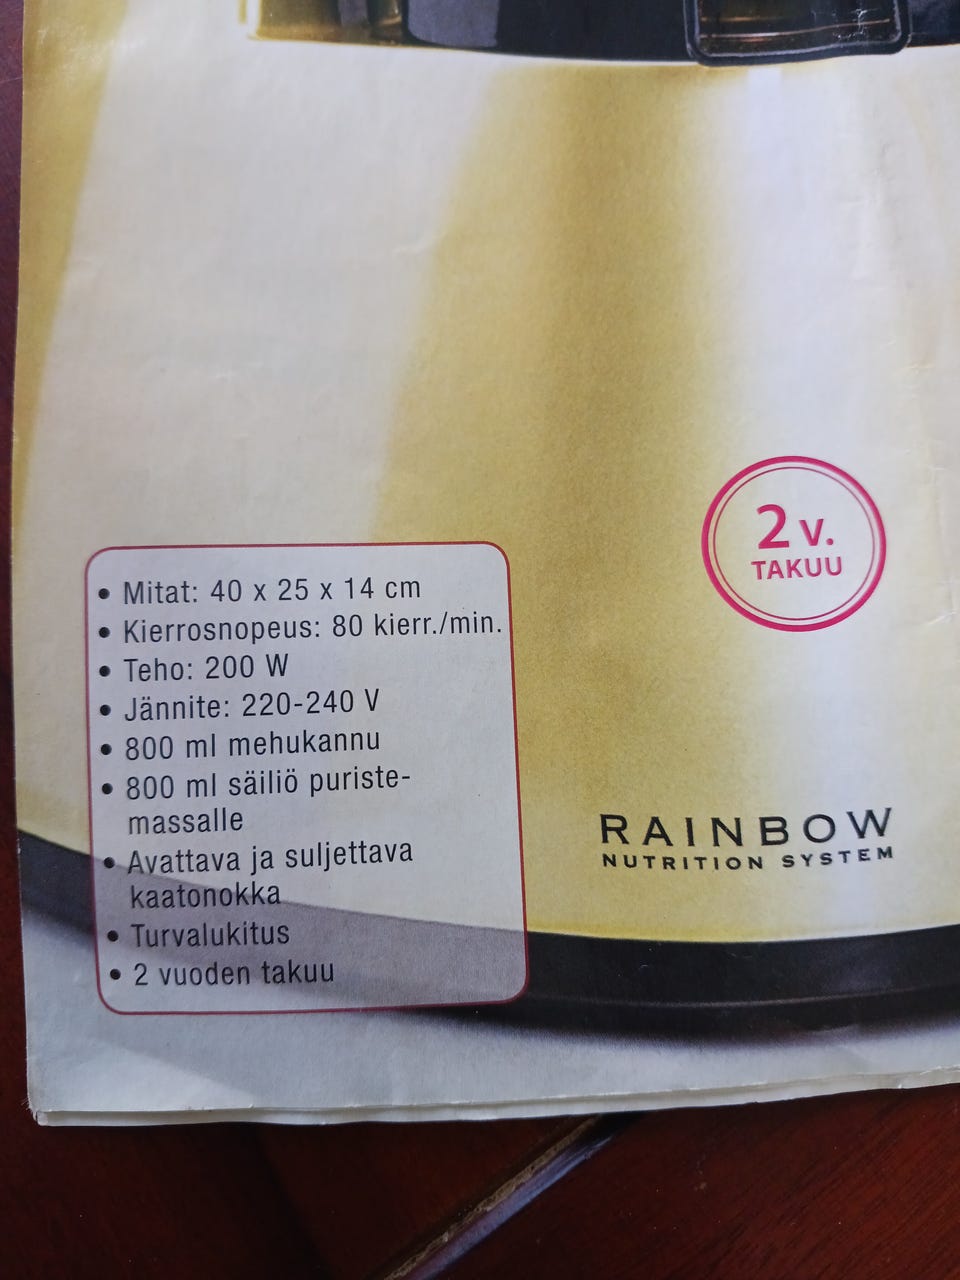 2 v.
TAKUU
• Mitat: 40 x 25 x 14 cm
• Kierrosnopeus: 80 kierr./min.
• Teho: 200 W
• Jännite: 220-240 V
• 800 ml mehukannu
• 800 ml säiliö puriste-
massalle
• Avattava ja suljettava
kaatonokka
• Turvalukitus
• 2 vuoden takuu
RAINBOW
NUTRITION SYSTEM